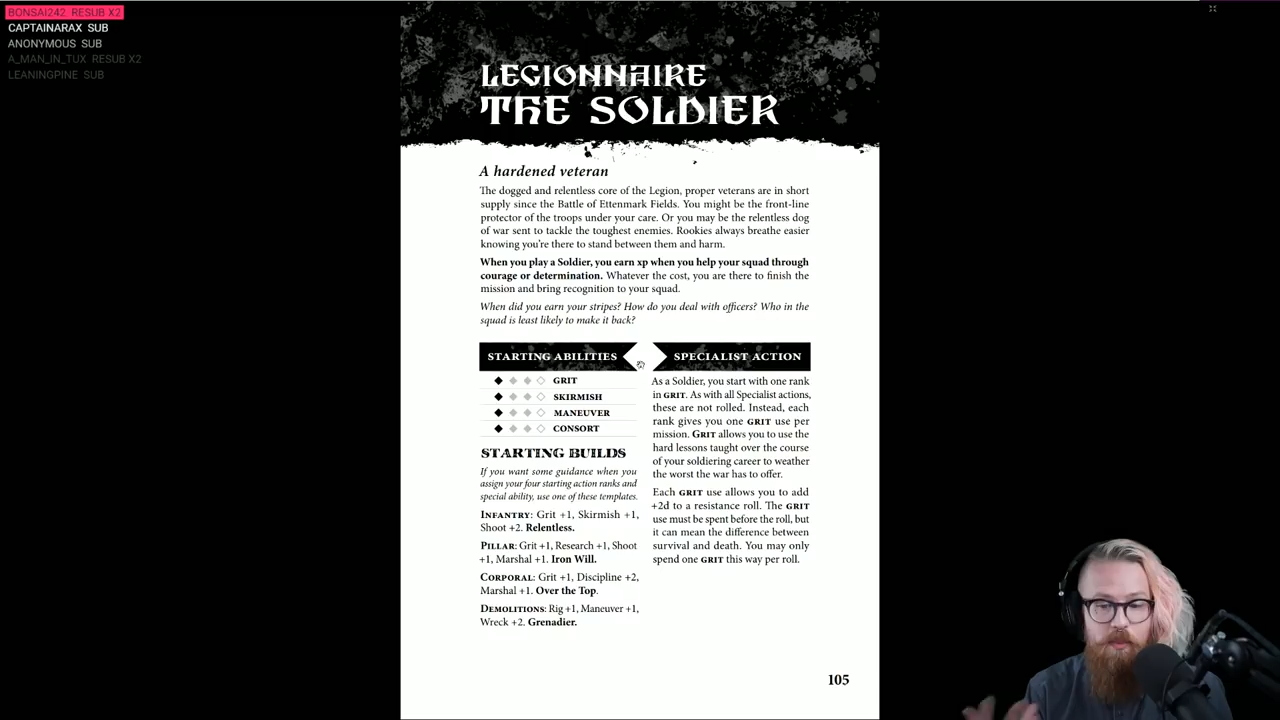 BONSAI242 RESUB X2
CAPTAINARAX SUB
ANONYMOUS SUB
A_MAN_IN_TUX RESUB X2
LEANINGPINE SUB
LEGIONNAIRE
THE SOLDIER
A hardened veteran
The dogged and relentless core of the Legion, proper veterans are in short
supply since the Battle of Ettenmark Fields. You might be the front-line
protector of the troops under your care. Or you may be the relentless dog
of war sent to tackle the toughest enemies. Rookies always breathe easier
knowing you're there to stand between them and harm.
When you play a Soldier, you earn xp when you help your squad through
courage or determination. Whatever the cost, you are there to finish the
mission and bring recognition to your squad.
When did you earn your stripes? How do you deal with officers? Who in the
squad is least likely to make it back?
STARTING ABILITIES
GRIT
SKIRMISH
MANEUVER
CONSORT
STARTING BUILDS
If you want some guidance when you
assign your four starting action ranks and
special ability, use one of these templates.
INFANTRY: Grit +1, Skirmish +1,
Shoot +2. Relentless.
PILLAR: Grit +1, Research +1, Shoot
+1, Marshal +1. Iron Will.
CORPORAL: Grit +1, Discipline +2,
Marshal +1. Over the Top.
DEMOLITIONS: Rig +1, Maneuver +1,
Wreck +2. Grenadier.
SPECIALIST ACTION
As a Soldier, you start with one rank
in GRIT. As with all Specialist actions,
these are not rolled. Instead, each
rank gives you one GRIT use per
mission. GRIT allows you to use the
hard lessons taught over the course
of your soldiering career to weather
the worst the war has to offer.
Each GRIT use allows you to add
+2d to a resistance roll. The GRIT
use must be spent before the roll, but
it can mean the difference between
survival and death. You may only
spend one GRIT this way per roll.
105